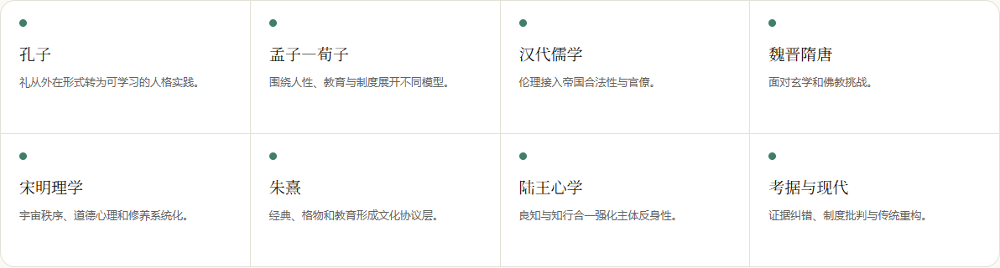 孔子
礼从外在形式转为可学习的人格实践。
孟子—荀子
围绕人性、教育与制度展开不同模型。
汉代儒学
伦理接入帝国合法性与官僚。
魏晋隋唐
面对玄学和佛教挑战。
宋明理学
宇宙秩序、道德心理和修养系统化。
朱熹
经典、格物和教育形成文化协议层。
陆王心学
良知与知行合一强化主体反身性。
考据与现代
证据纠错、制度批判与传统重构。